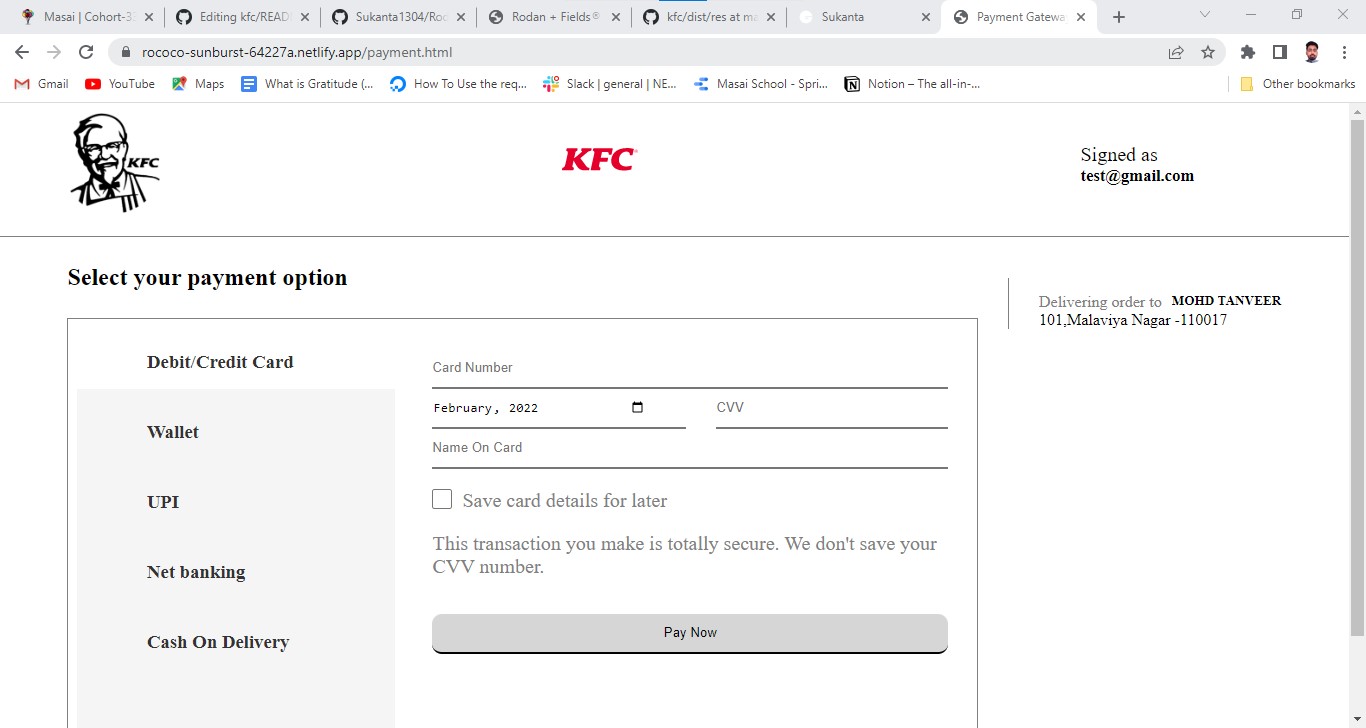 Masai | Cohort-3
Editing kfc/READ
Sukanta1304/Roc
Rodan + Fields®
kfc/dist/res at ma
Sukanta
Payment Gatewa
rococo-sunburst-64227a.netlify.app/payment.html
Gmail
YouTube
Maps
What is Gratitude (...
How To Use the req...
Slack | general | NE...
Masai School - Spri...
Notion – The all-in-...
Other bookmarks
KFC
KFC
Signed as
test@gmail.com
Select your payment option
Delivering order to MOHD TANVEER
101,Malaviya Nagar -110017
Debit/Credit Card
Wallet
UPI
Net banking
Cash On Delivery
Card Number
February, 2022
CVV
Name On Card
Save card details for later
This transaction you make is totally secure. We don't save your
CVV number.
Pay Now